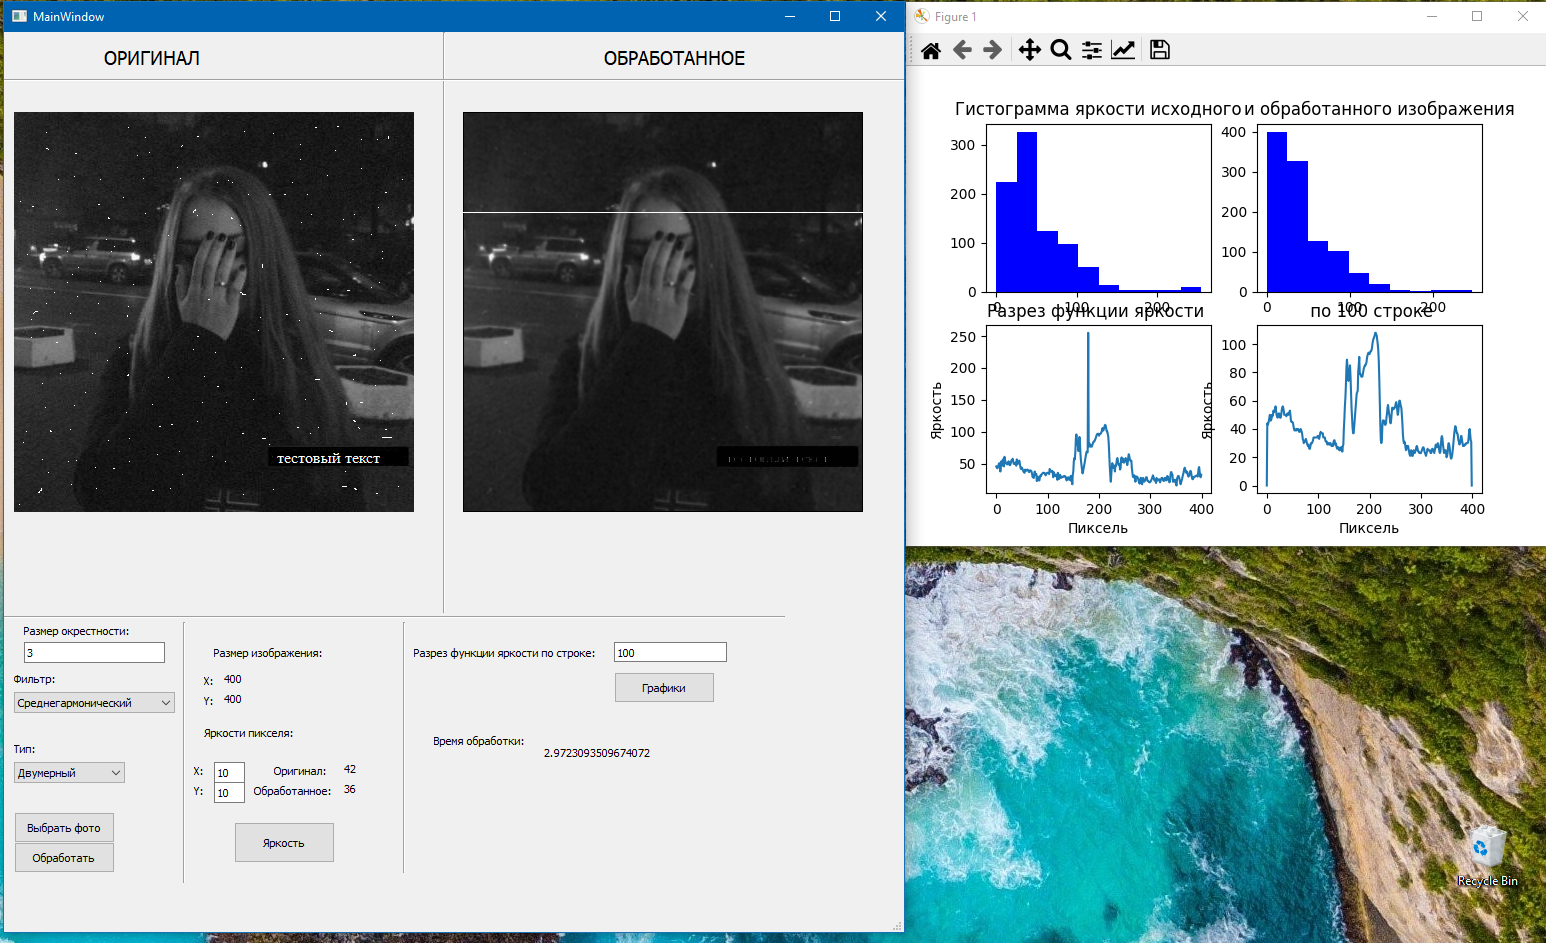 MainWindow
ОРИГИНАЛ
ОБРАБОТАННОЕ
тестовый текст
тестовый текст
Размер окрестности:
3
Фильтр:
Среднегармонический
Тип:
Двумерный
Выбрать фото
Обработать
Размер изображения:
X: 400
Y: 400
Яркости пикселя:
X: 10 Оригинал: 42
Y: 10 Обработанное: 36
Яркость
Разрез функции яркости по строке: 100
Графики
Время обработки:
2.9723093509674072
Figure 1
Гистограмма яркости исходного и обработанного изображения
300
200
100
0
0 100 200
400
300
200
100
0
0 100 200
Разрез функции яркости по 100 строке
250
200
150
100
50
Яркость
0 100 200 300 400
Пиксель
100
80
60
40
20
0
Яркость
0 100 200 300 400
Пиксель
Recycle Bin